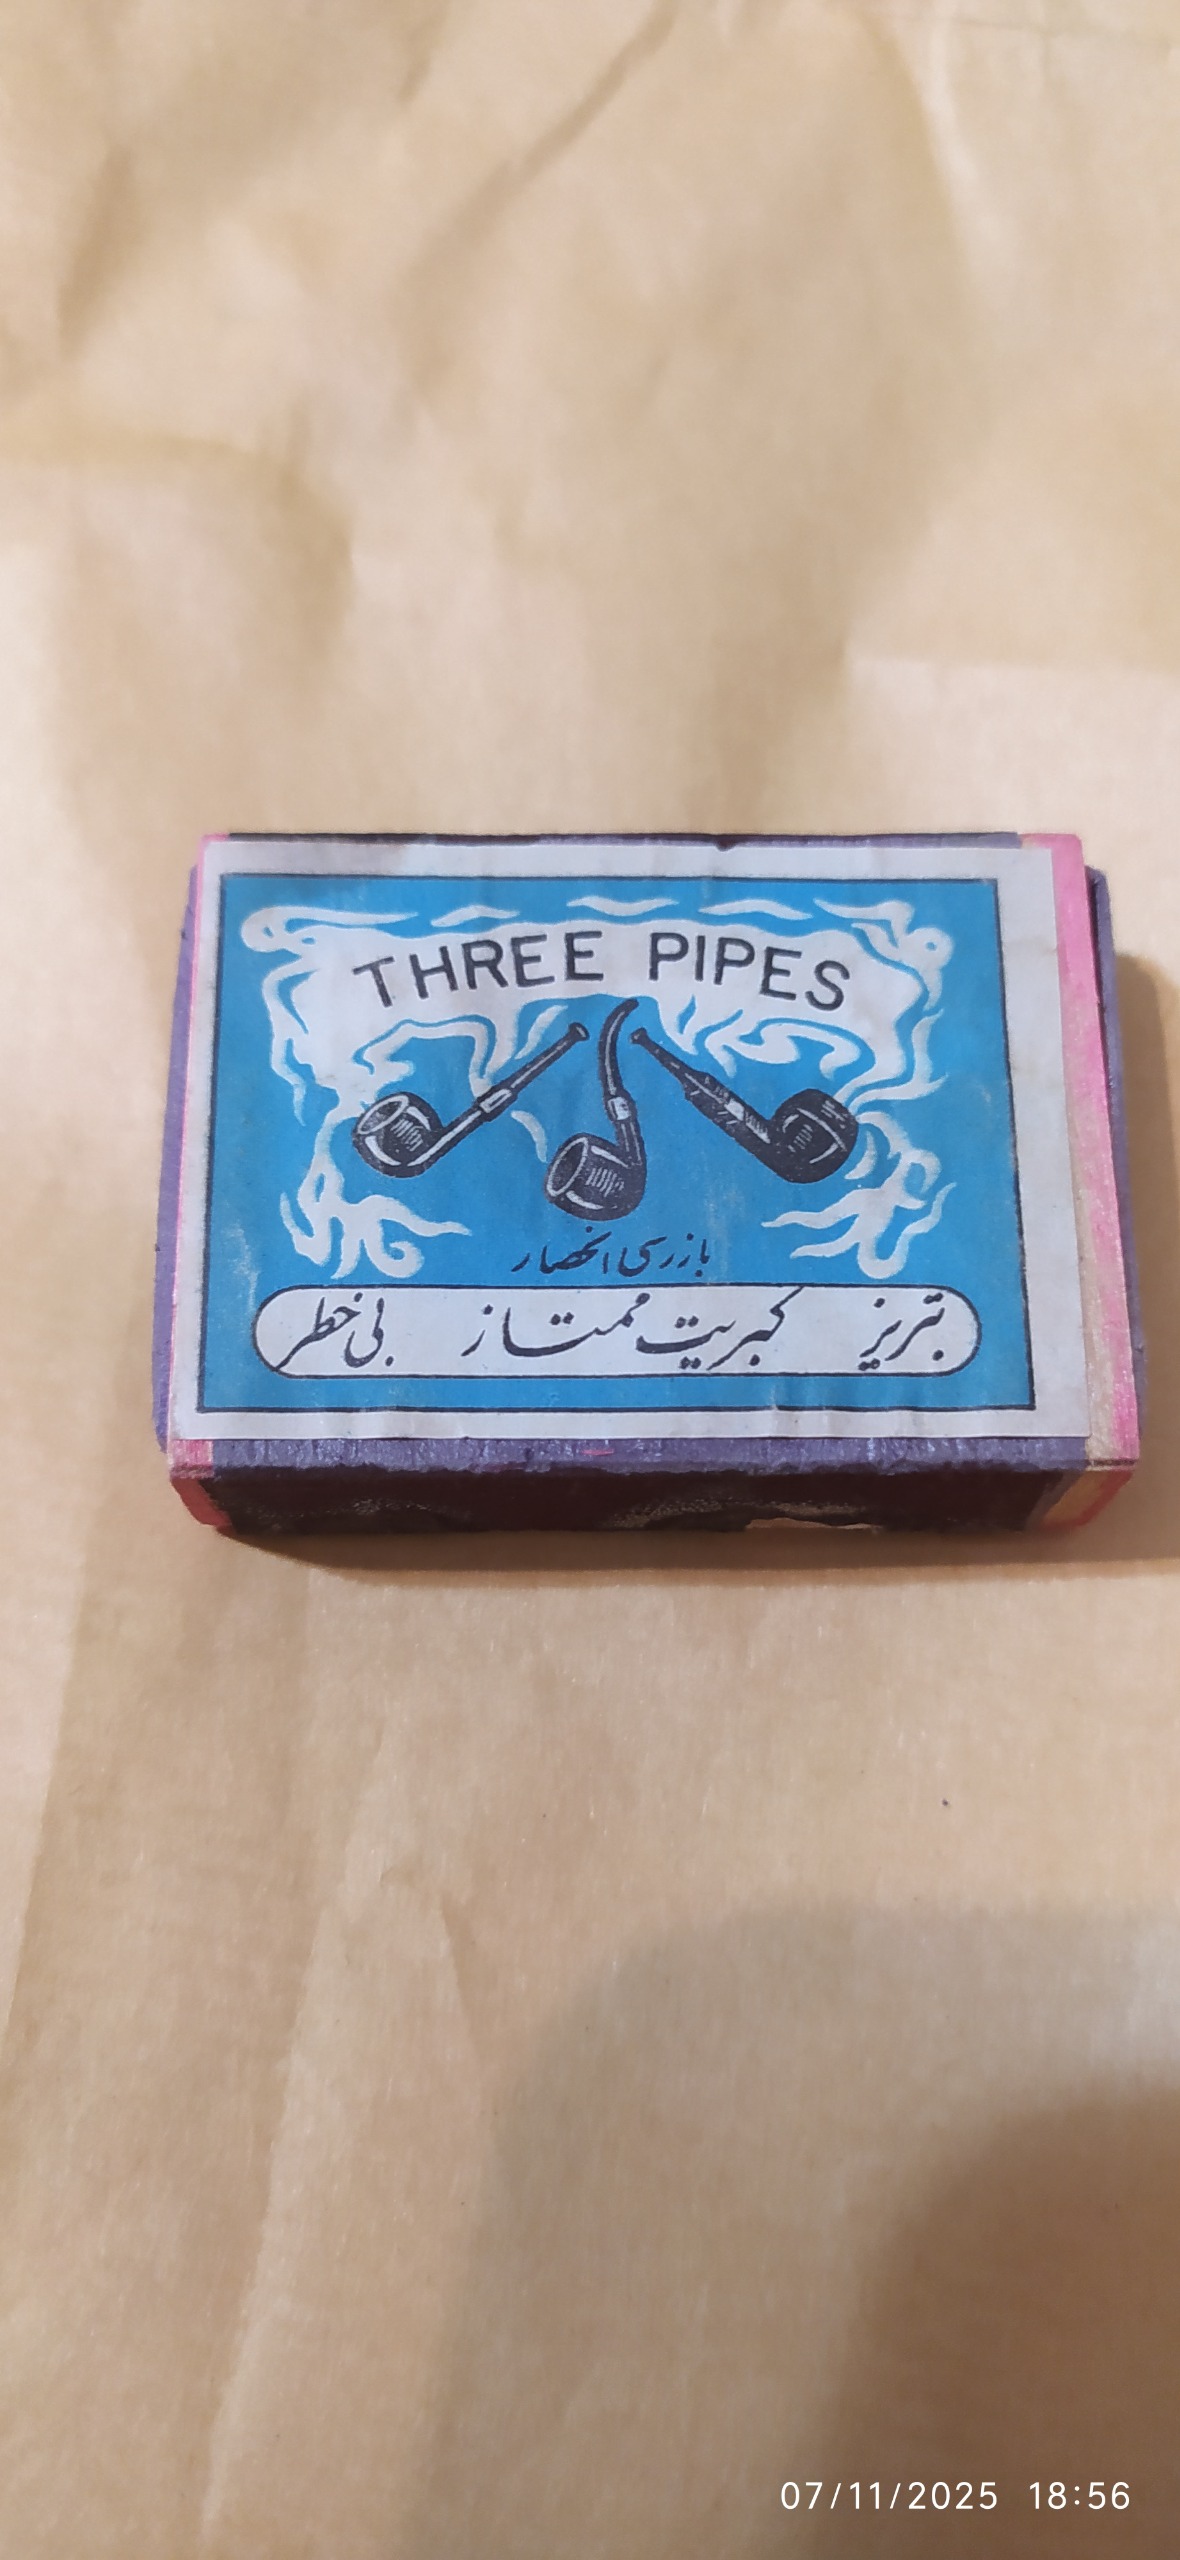 THREE PIPES
بازرسی انحصار
تبریز کبریت ممتاز بی خطر
07/11/2025 18:56